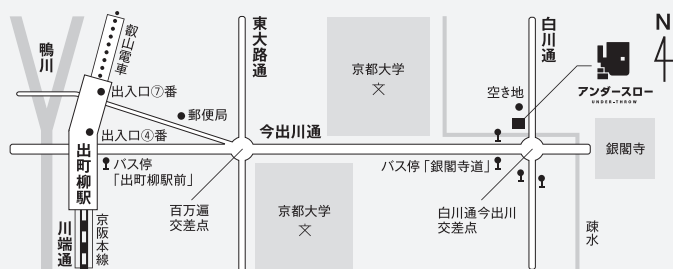 鴨川
叡山電車
出入口⑦番
郵便局
出入口④番
出町柳駅
バス停
「出町柳駅前」
川端通
京阪本線
東大路通
今出川通
百万遍
交差点
京都大学
文
京都大学
文
白川通
空き地
バス停「銀閣寺道」
白川通今出川
交差点
アンダースロー
UNDER-THROW
N
銀閣寺
疏水